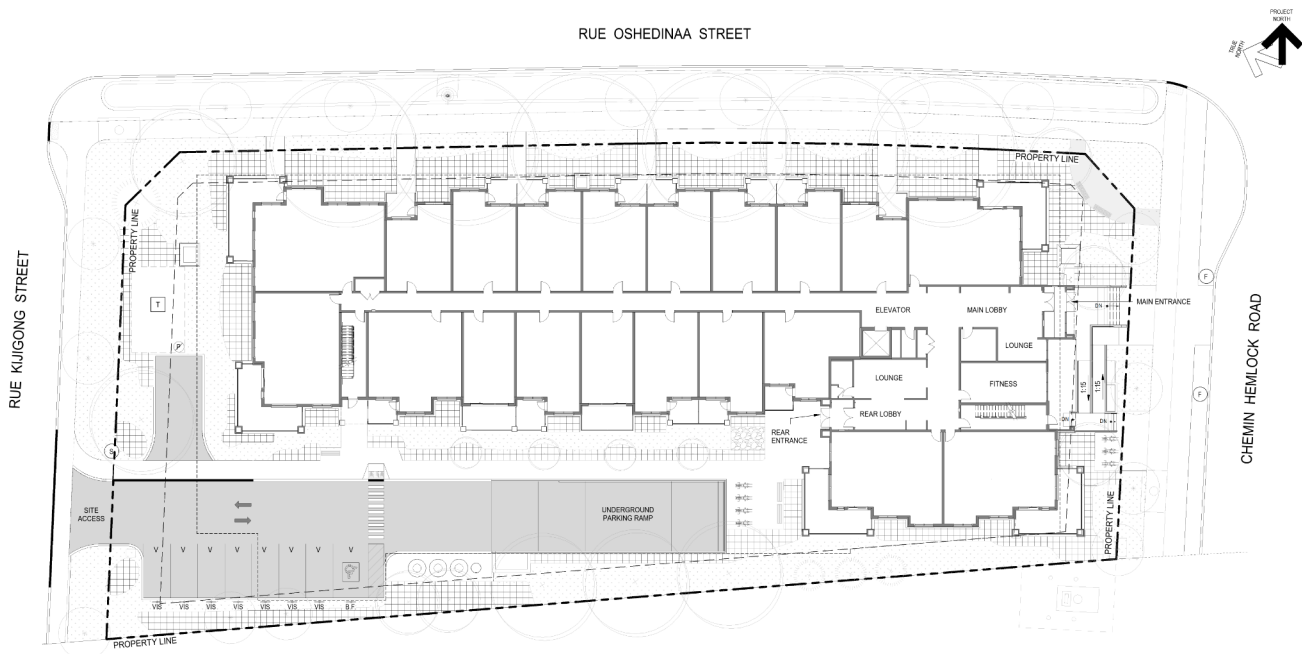 PROJECT
NORTH
TRUE
NORTH
RUE OSHEDINAA STREET
PROPERTY LINE
PROPERTY LINE
RUE KIJIGONG STREET
T
P
S
F
F
ELEVATOR
MAIN LOBBY
DN
MAIN ENTRANCE
LOUNGE
LOUNGE
FITNESS
1:15
1:15
REAR LOBBY
REAR
ENTRANCE
DN
DN
CHEMIN HEMLOCK ROAD
SITE
ACCESS
UNDERGROUND
PARKING RAMP
PROPERTY LINE
V V V V V V V V
VIS VIS VIS VIS VIS VIS VIS B.F.
PROPERTY LINE